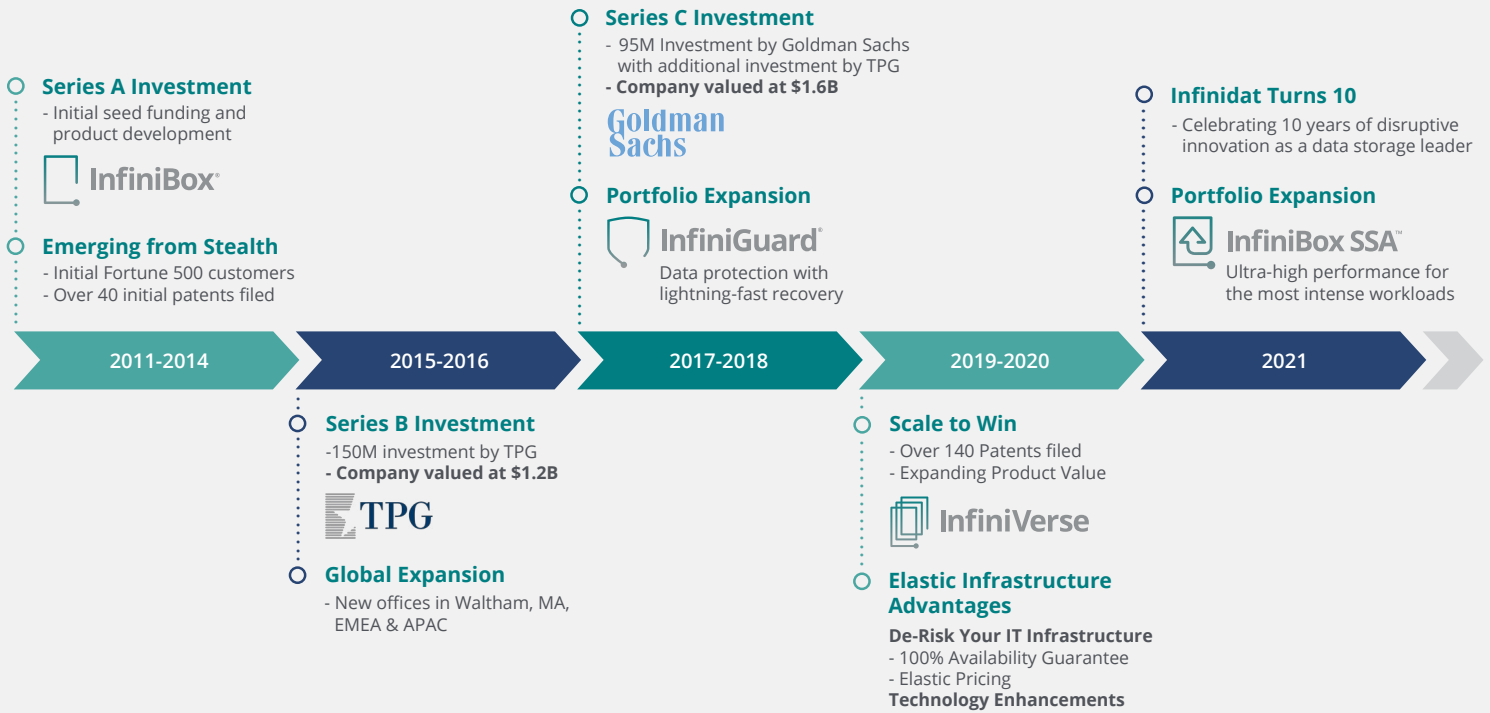 Series A Investment
- Initial seed funding and
product development
InfiniBox®
Emerging from Stealth
- Initial Fortune 500 customers
- Over 40 initial patents filed
Series C Investment
- 95M Investment by Goldman Sachs
with additional investment by TPG
- Company valued at $1.6B
Goldman
Sachs
Portfolio Expansion
InfiniGuard®
Data protection with
lightning-fast recovery
Infinidat Turns 10
- Celebrating 10 years of disruptive
innovation as a data storage leader
Portfolio Expansion
InfiniBox SSA™
Ultra-high performance for
the most intense workloads
2011-2014
2015-2016
2017-2018
2019-2020
2021
Series B Investment
-150M investment by TPG
- Company valued at $1.2B
TPG
Global Expansion
- New offices in Waltham, MA,
EMEA & APAC
Scale to Win
- Over 140 Patents filed
- Expanding Product Value
InfiniVerse
Elastic Infrastructure
Advantages
De-Risk Your IT Infrastructure
- 100% Availability Guarantee
- Elastic Pricing
Technology Enhancements